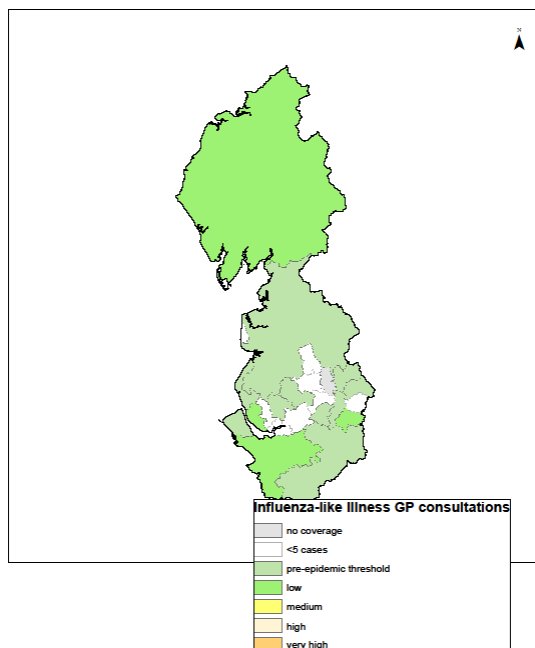 N
Influenza-like Illness GP consultations
no coverage
<5 cases
pre-epidemic threshold
low
medium
high
very high